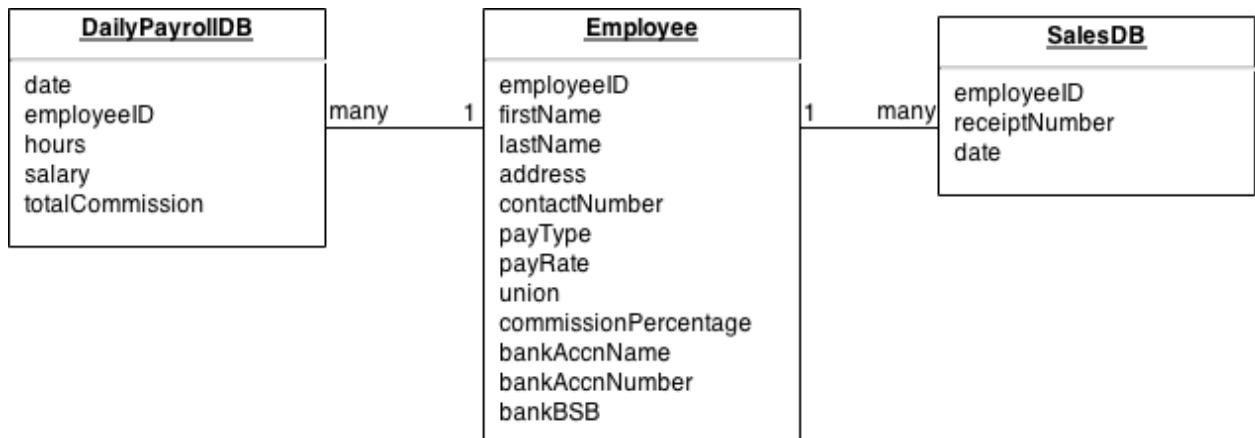 DailyPayrollDB
date
employeeID
hours
salary
totalCommission
many
1
Employee
employeeID
firstName
lastName
address
contactNumber
payType
payRate
union
commissionPercentage
bankAccnName
bankAccnNumber
bankBSB
1
many
SalesDB
employeeID
receiptNumber
date